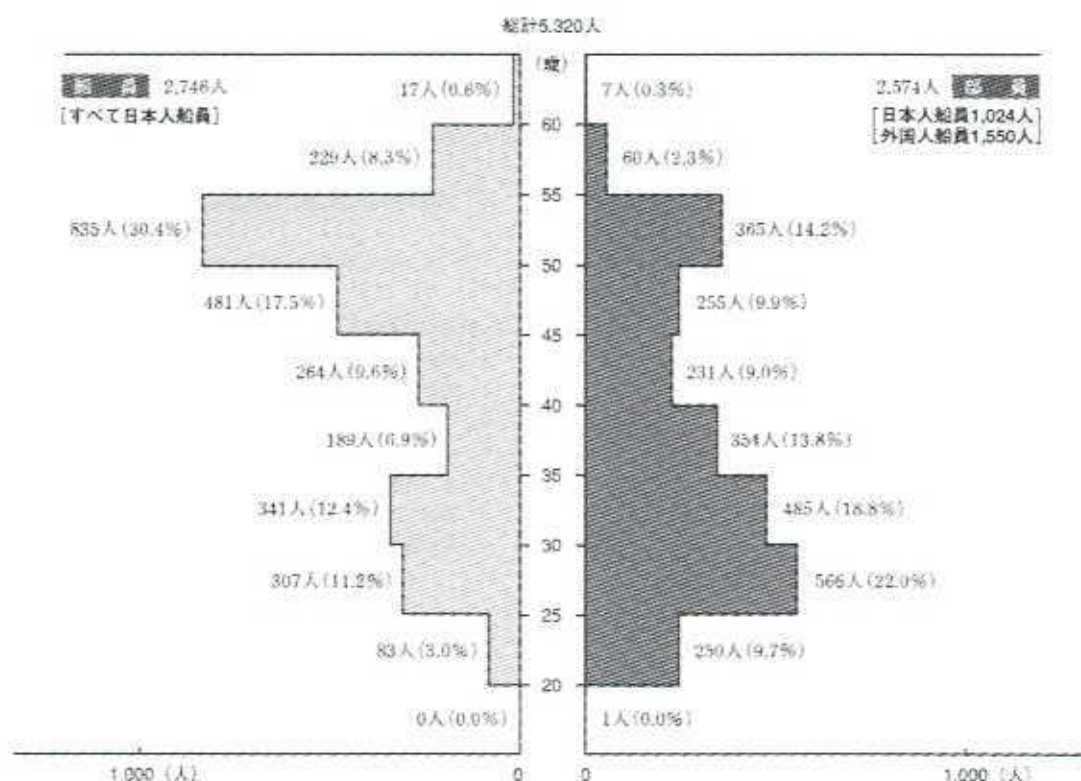 総計5,320人
(歳)
職員 2,746人
[すべて日本人船員]
2,574人 部員
[日本人船員1,024人]
[外国人船員1,550人]
17人(0.6%)
7人(0.3%)
60
229人(8.3%)
60人(2.3%)
55
835人(30.4%)
365人(14.2%)
50
481人(17.5%)
255人(9.9%)
45
264人(9.6%)
231人(9.0%)
40
189人(6.9%)
354人(13.8%)
35
341人(12.4%)
485人(18.8%)
30
307人(11.2%)
566人(22.0%)
25
83人(3.0%)
250人(9.7%)
20
0人(0.0%)
1人(0.0%)
1,000 (人) 0 0 1,000 (人)